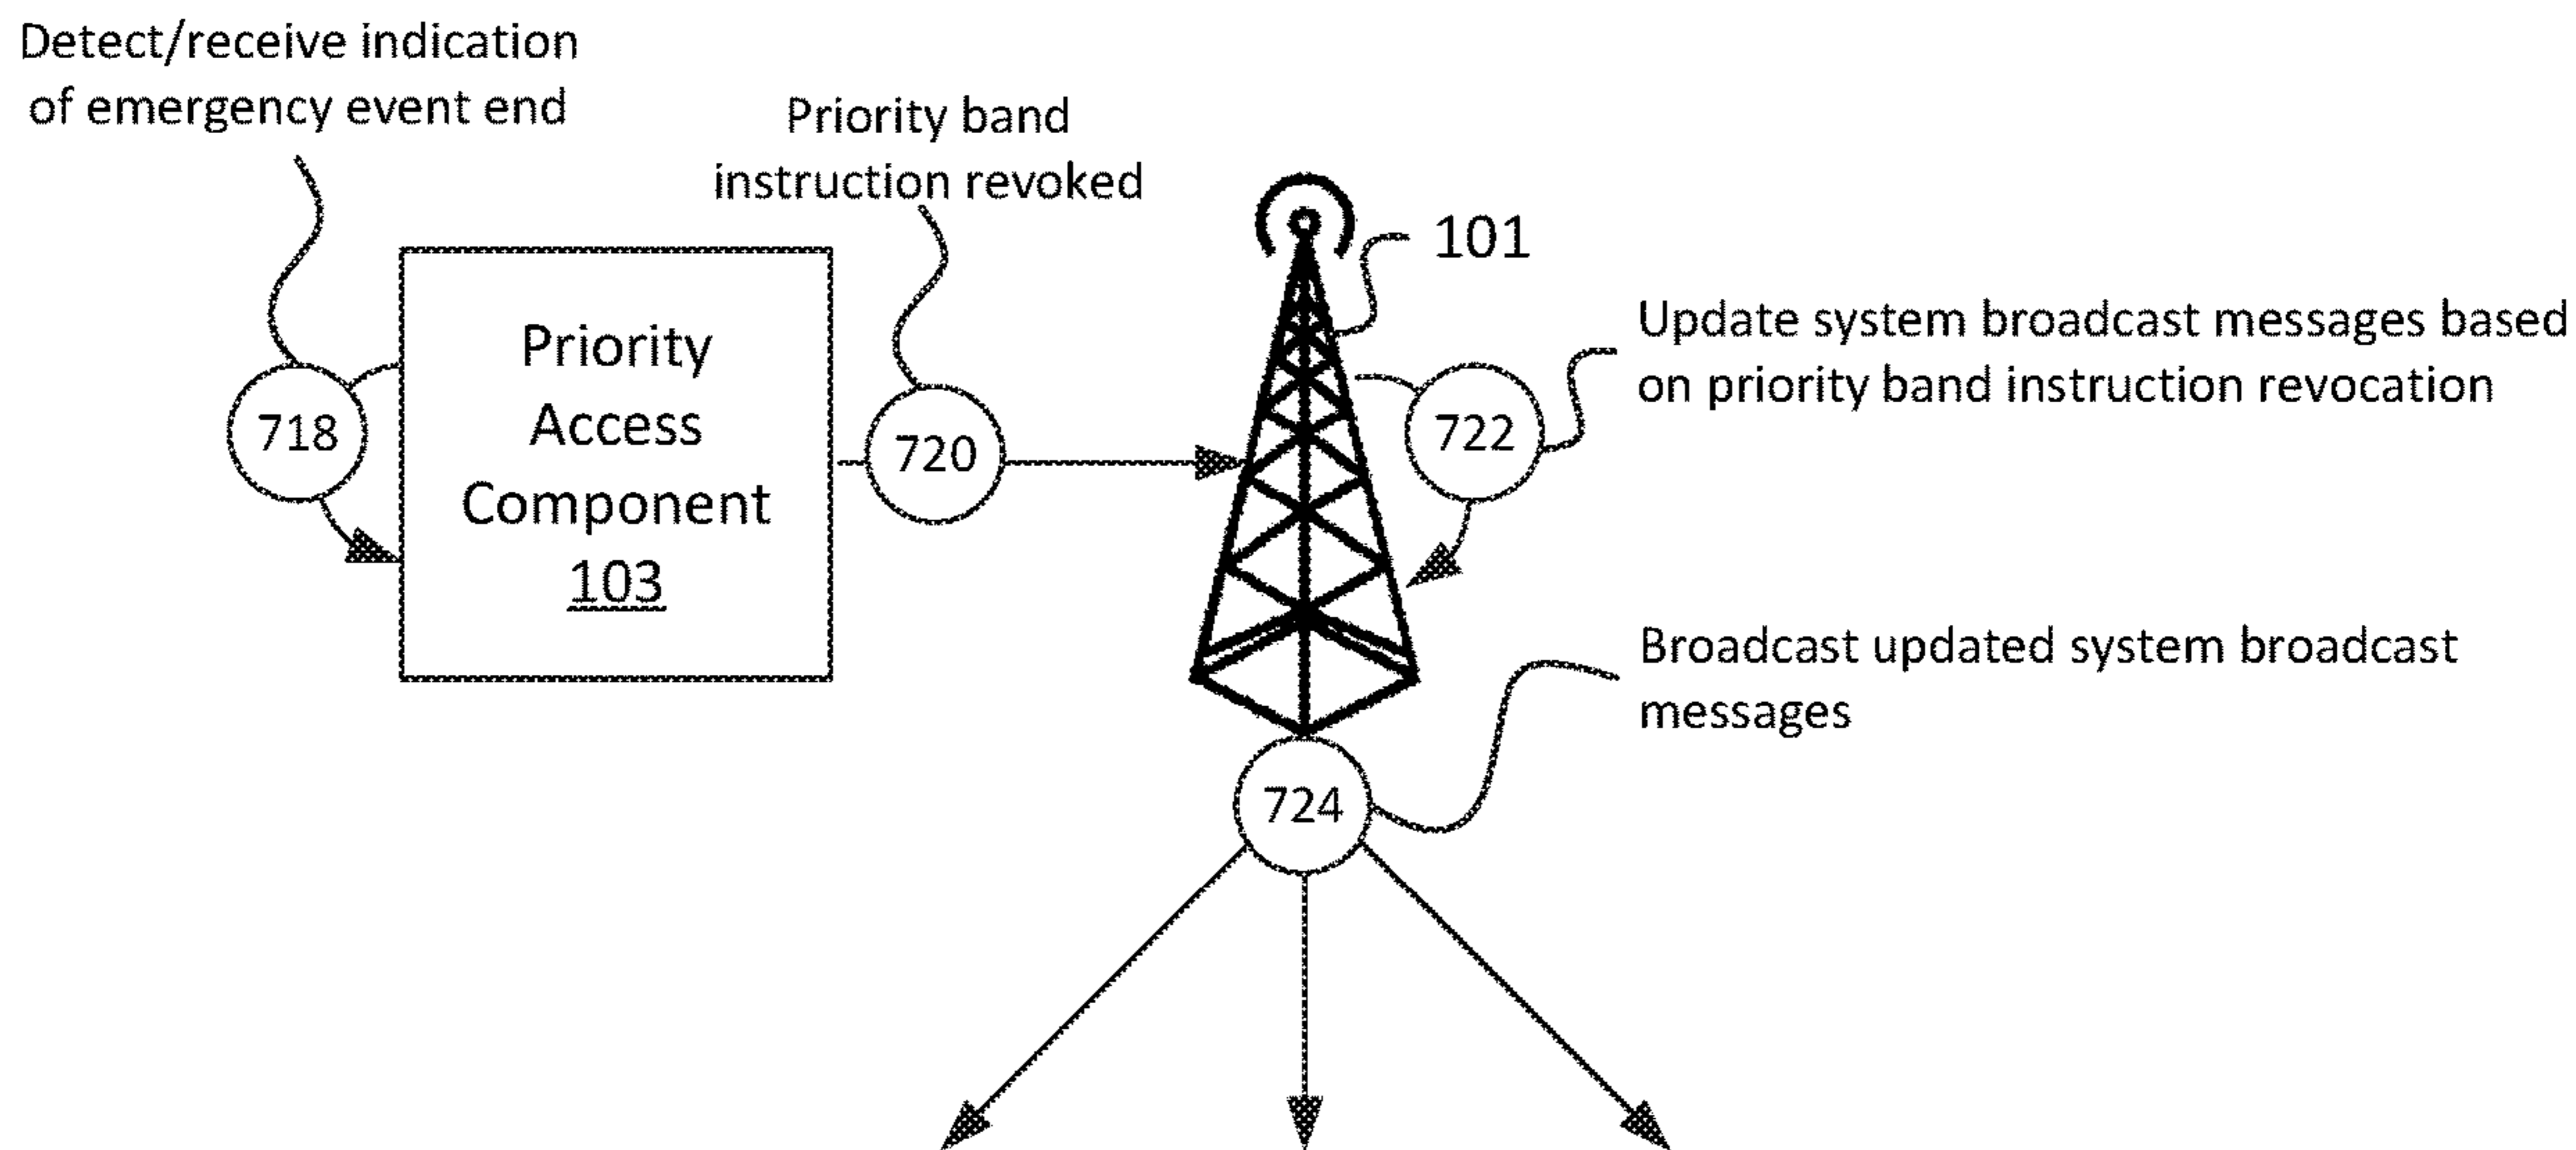 Detect/receive indication
of emergency event end
Priority band
instruction revoked
101
Update system broadcast messages based
on priority band instruction revocation
Priority
Access
Component
103
718
720
722
Broadcast updated system broadcast
messages
724